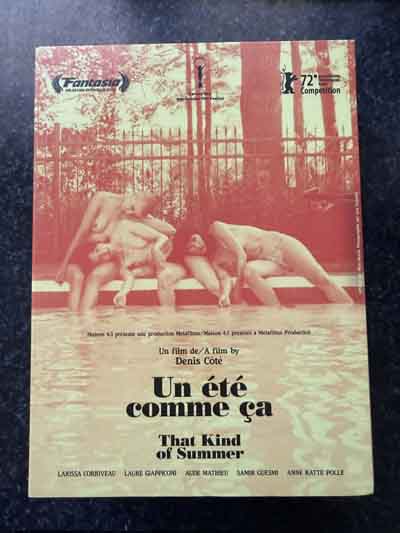 Fantasia
72
Competition
Maison 4:3 présente une production Metafilms/Maison 4:3 presents a Metafilms Production
Un film de/A film by
Denis Côté
Un été
comme ça
That Kind
of Summer
LARISSA CORRIVEAU LAURE GIAPPICONI AUDE MATHIEU SAMIR GUESMI ANNE RATTE POLLE